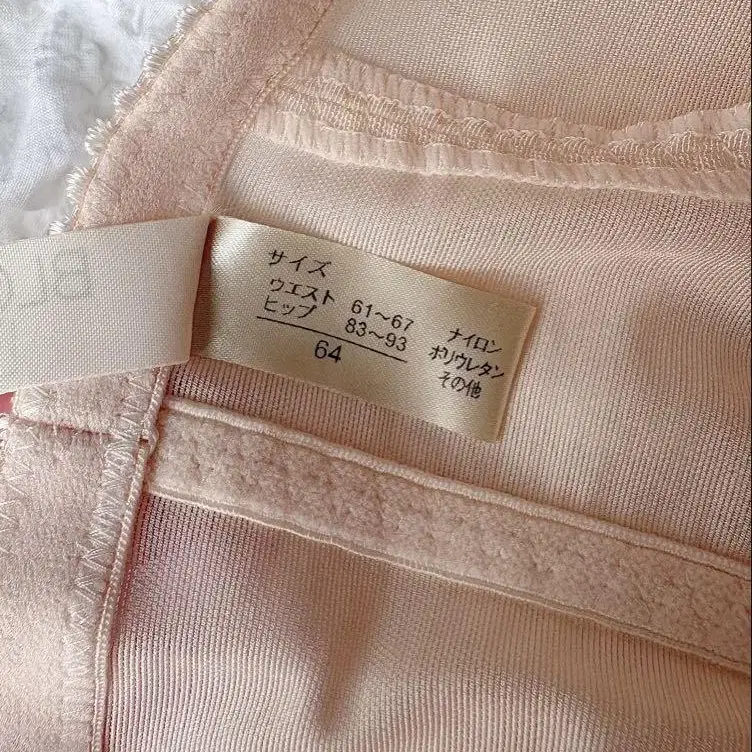 サイズ
ウエスト 61〜67
ヒップ 83〜93
64
ナイロン
ポリウレタン
その他